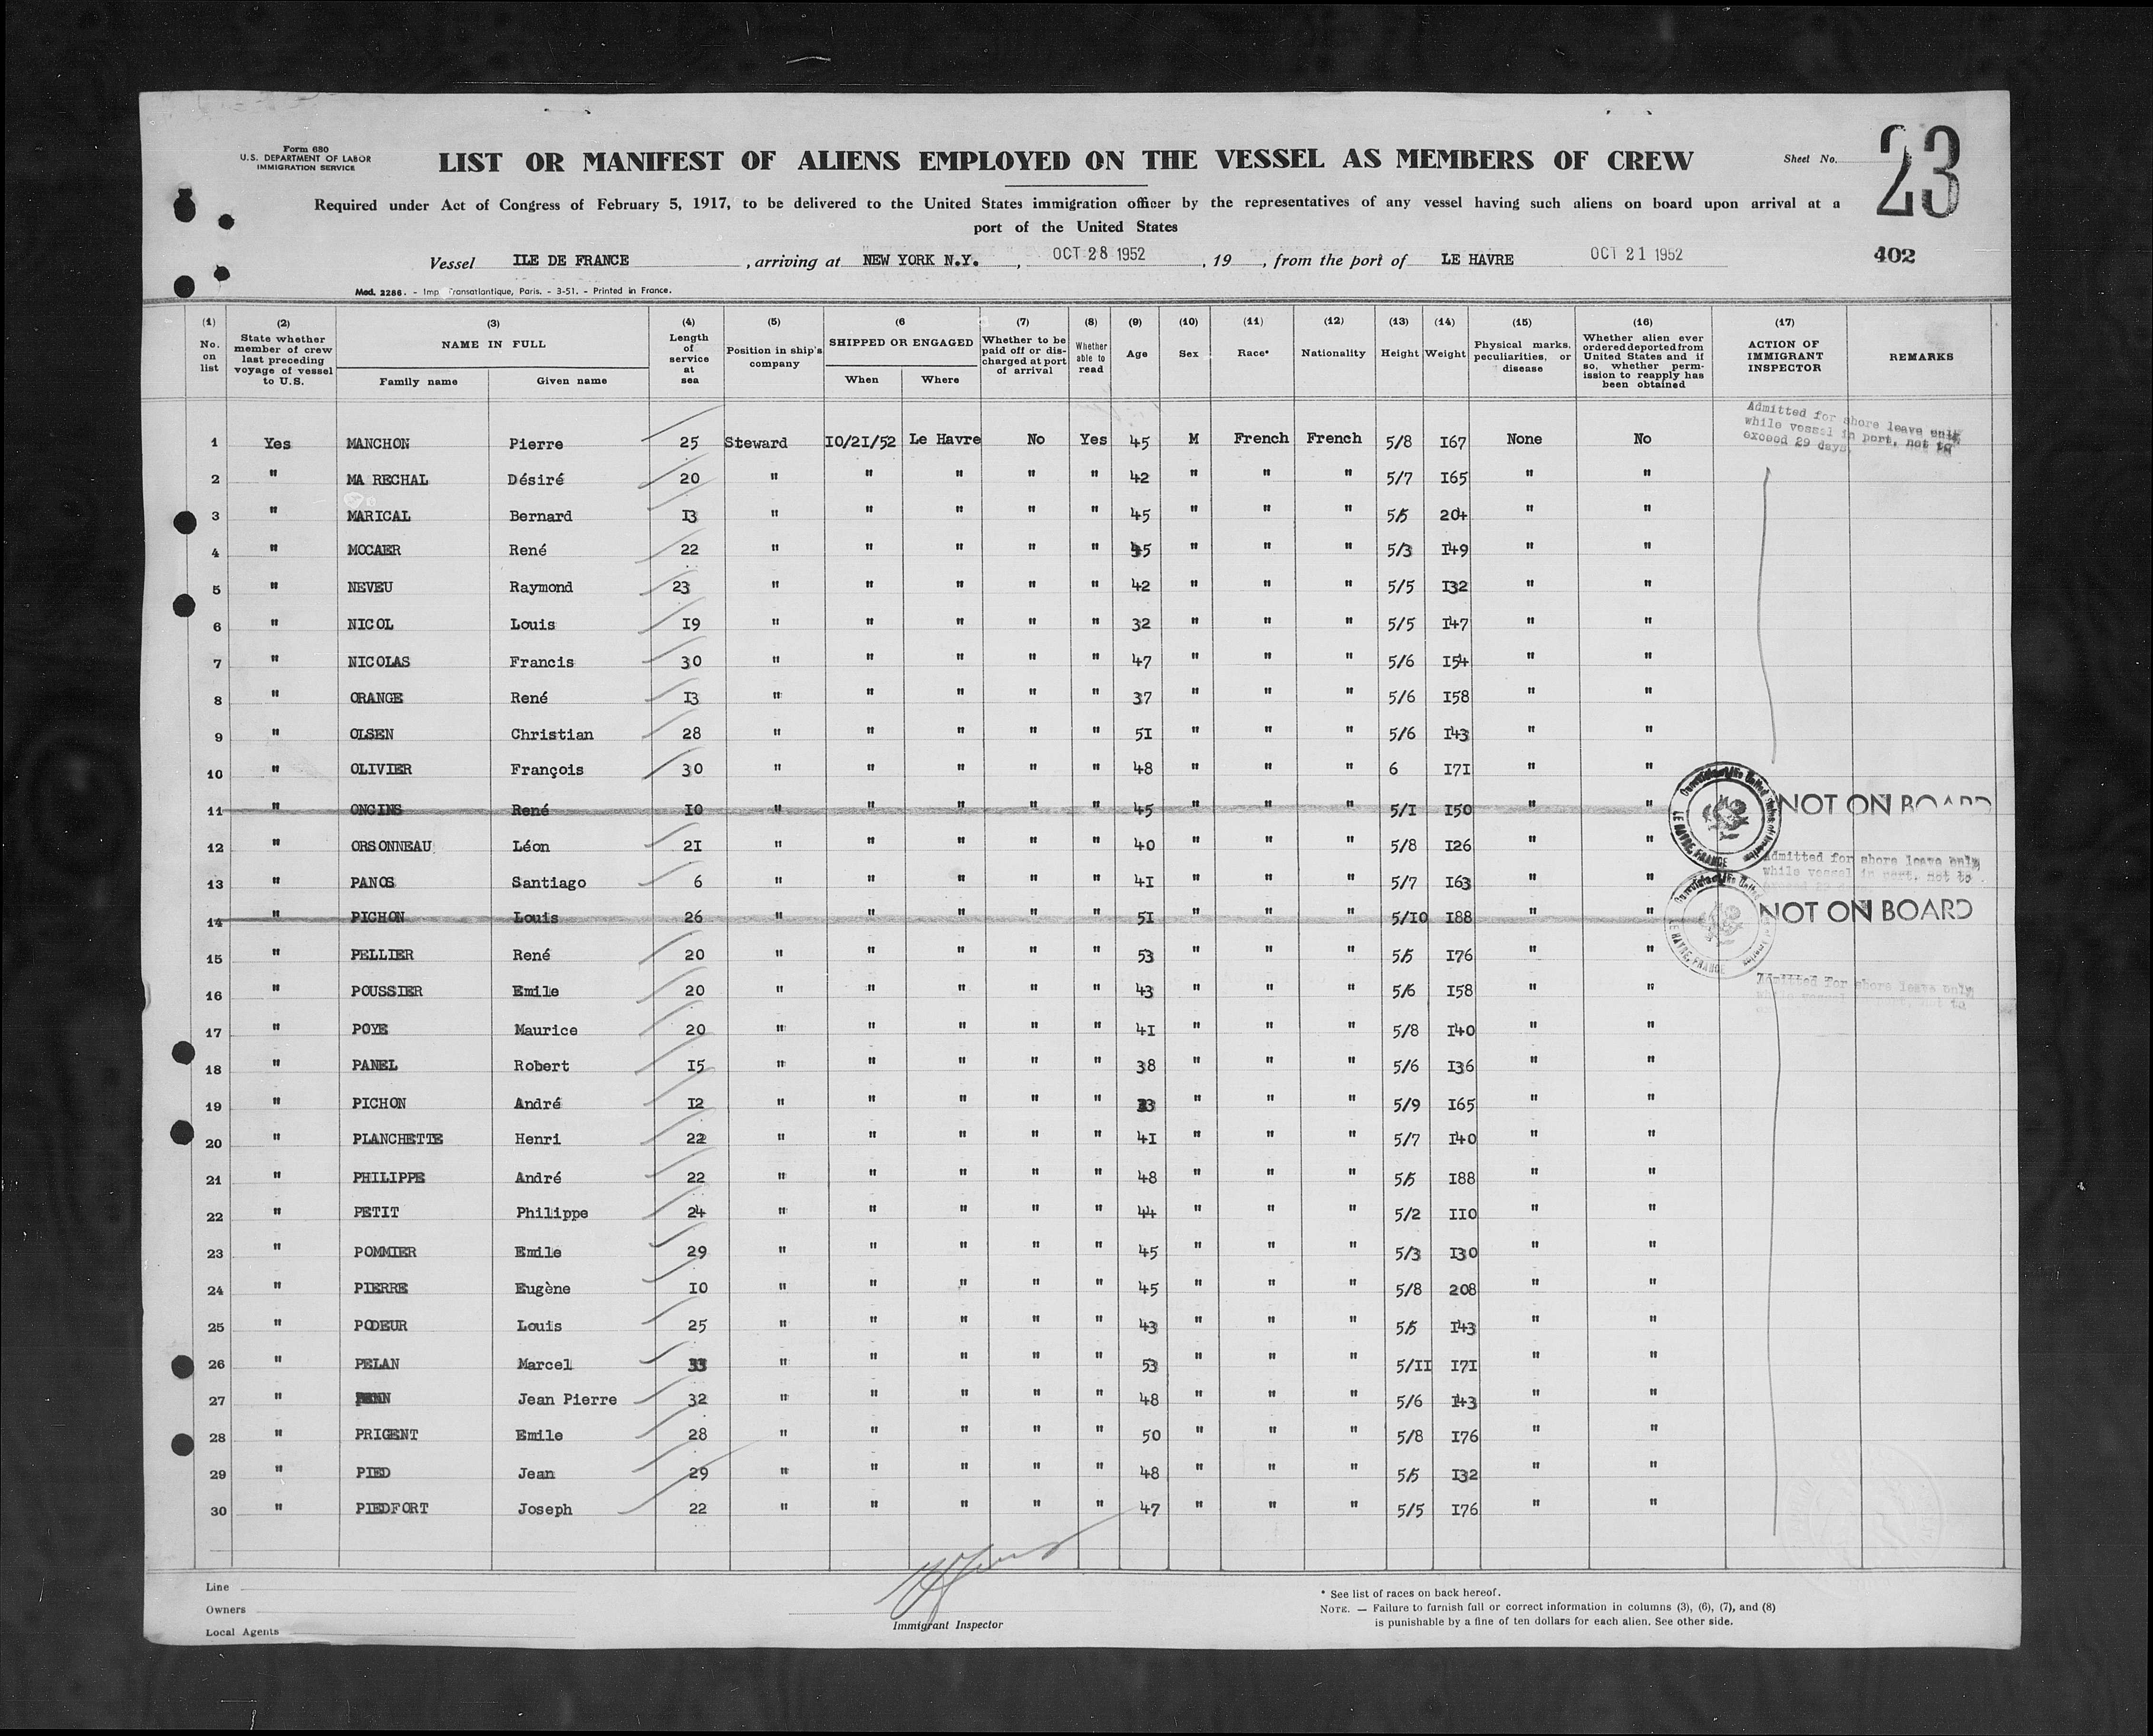 Form 680
U.S. DEPARTMENT OF LABOR
IMMIGRATION SERVICE
LIST OR MANIFEST OF ALIENS EMPLOYED ON THE VESSEL AS MEMBERS OF CREW
Sheet No. 23
Required under Act of Congress of February 5, 1917, to be delivered to the United States immigration officer by the representatives of any vessel having such aliens on board upon arrival at a
port of the United States
Vessel ILE DE FRANCE , arriving at NEW YORK N.Y. , OCT 28 1952 , 19 , from the port of LE HAVRE OCT 21 1952
402
Mod. 2286. - Imp. Transatlantique, Paris. - 3-51. - Printed in France.
(1) No. on list
(2) State whether member of crew last preceding voyage of vessel to U.S.
(3) NAME IN FULL Family name Given name
(4) Length of service at sea
(5) Position in ship's company
(6 SHIPPED OR ENGAGED When Where
(7) Whether to be paid off or discharged at port of arrival
(8) Whether able to read
(9) Age
(10) Sex
(11) Race*
(12) Nationality
(13) Height
(14) Weight
(15) Physical marks, peculiarities, or disease
(16) Whether alien ever ordered deported from United States and if so, whether permission to reapply has been obtained
(17) ACTION OF IMMIGRANT INSPECTOR
REMARKS
Admitted for shore leave only
while vessel in port, not to
exceed 29 days.
1 Yes MANCHON Pierre 25 Steward 10/21/52 Le Havre No Yes 45 M French French 5/8 167 None No
2 " MA RECHAL Désiré 20 " " " " " 42 " " " 5/7 165 " "
3 " MARICAL Bernard 13 " " " " " 45 " " " 5/5 204 " "
4 " MOCAER René 22 " " " " " 45 " " " 5/3 149 " "
5 " NEVEU Raymond 23 " " " " " 42 " " " 5/5 132 " "
6 " NICOL Louis 19 " " " " " 32 " " " 5/5 147 " "
7 " NICOLAS Francis 30 " " " " " 47 " " " 5/6 154 " "
8 " ORANGE René 13 " " " " " 37 " " " 5/6 158 " "
9 " OLSEN Christian 28 " " " " " 51 " " " 5/6 143 " "
10 " OLIVIER François 30 " " " " " 48 " " " 6 171 " "
11 " ONGINS René 10 " " " " " 45 " " " 5/1 150 " " NOT ON BOARD
12 " ORSONNEAU Léon 21 " " " " " 40 " " " 5/8 126 " "
Admitted for shore leave only,
while vessel in port, not to
13 " PANOS Santiago 6 " " " " " 41 " " " 5/7 163 " "
14 " PICHON Louis 26 " " " " " 51 " " " 5/10 188 " " NOT ON BOARD
LE HAVRE, FRANCE
LE HAVRE, FRANCE
15 " PELLIER René 20 " " " " " 53 " " " 5/5 176 " "
Admitted for shore leave only,
16 " POUSSIER Emile 20 " " " " " 43 " " " 5/6 158 " "
17 " POYE Maurice 20 " " " " " 41 " " " 5/8 140 " "
18 " PANEL Robert 15 " " " " " 38 " " " 5/6 136 " "
19 " PICHON André 12 " " " " " " " " 5/9 165 " "
20 " PLANCHETTE Henri 22 " " " " " 41 " " " 5/7 140 " "
21 " PHILIPPE André 22 " " " " " 48 " " " 5/5 188 " "
22 " PETIT Philippe 24 " " " " " 44 " " " 5/2 110 " "
23 " POMMIER Emile 29 " " " " " 45 " " " 5/3 130 " "
24 " PIERRE Eugène 10 " " " " " 45 " " " 5/8 208 " "
25 " PODEUR Louis 25 " " " " " 43 " " " 5/5 143 " "
26 " PELAN Marcel 33 " " " " " 53 " " " 5/11 171 " "
27 " Jean Pierre 32 " " " " " 48 " " " 5/6 143 " "
28 " PRIGENT Emile 28 " " " " " 50 " " " 5/8 176 " "
29 " PIED Jean 29 " " " " " 48 " " " 5/5 132 " "
30 " PIEDFORT Joseph 22 " " " " " 47 " " " 5/5 176 " "
Line
Owners
Local Agents
Immigrant Inspector
* See list of races on back hereof.
NOTE. — Failure to furnish full or correct information in columns (3), (6), (7), and (8)
is punishable by a fine of ten dollars for each alien. See other side.